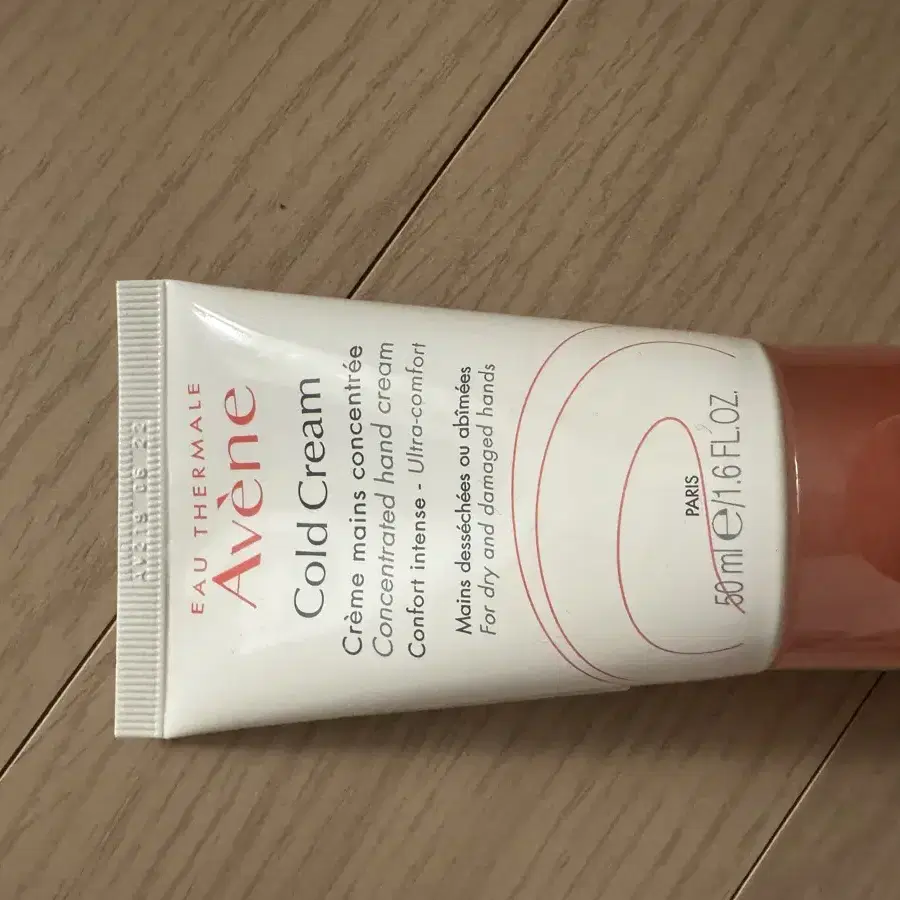 EAU THERMALE
Avène
Cold Cream
Crème mains concentrée
Concentrated hand cream
Confort intense - Ultra-comfort
Mains desséchées ou abîmées
For dry and damaged hands
PARIS
50 ml ℮/1.6 FL.OZ.